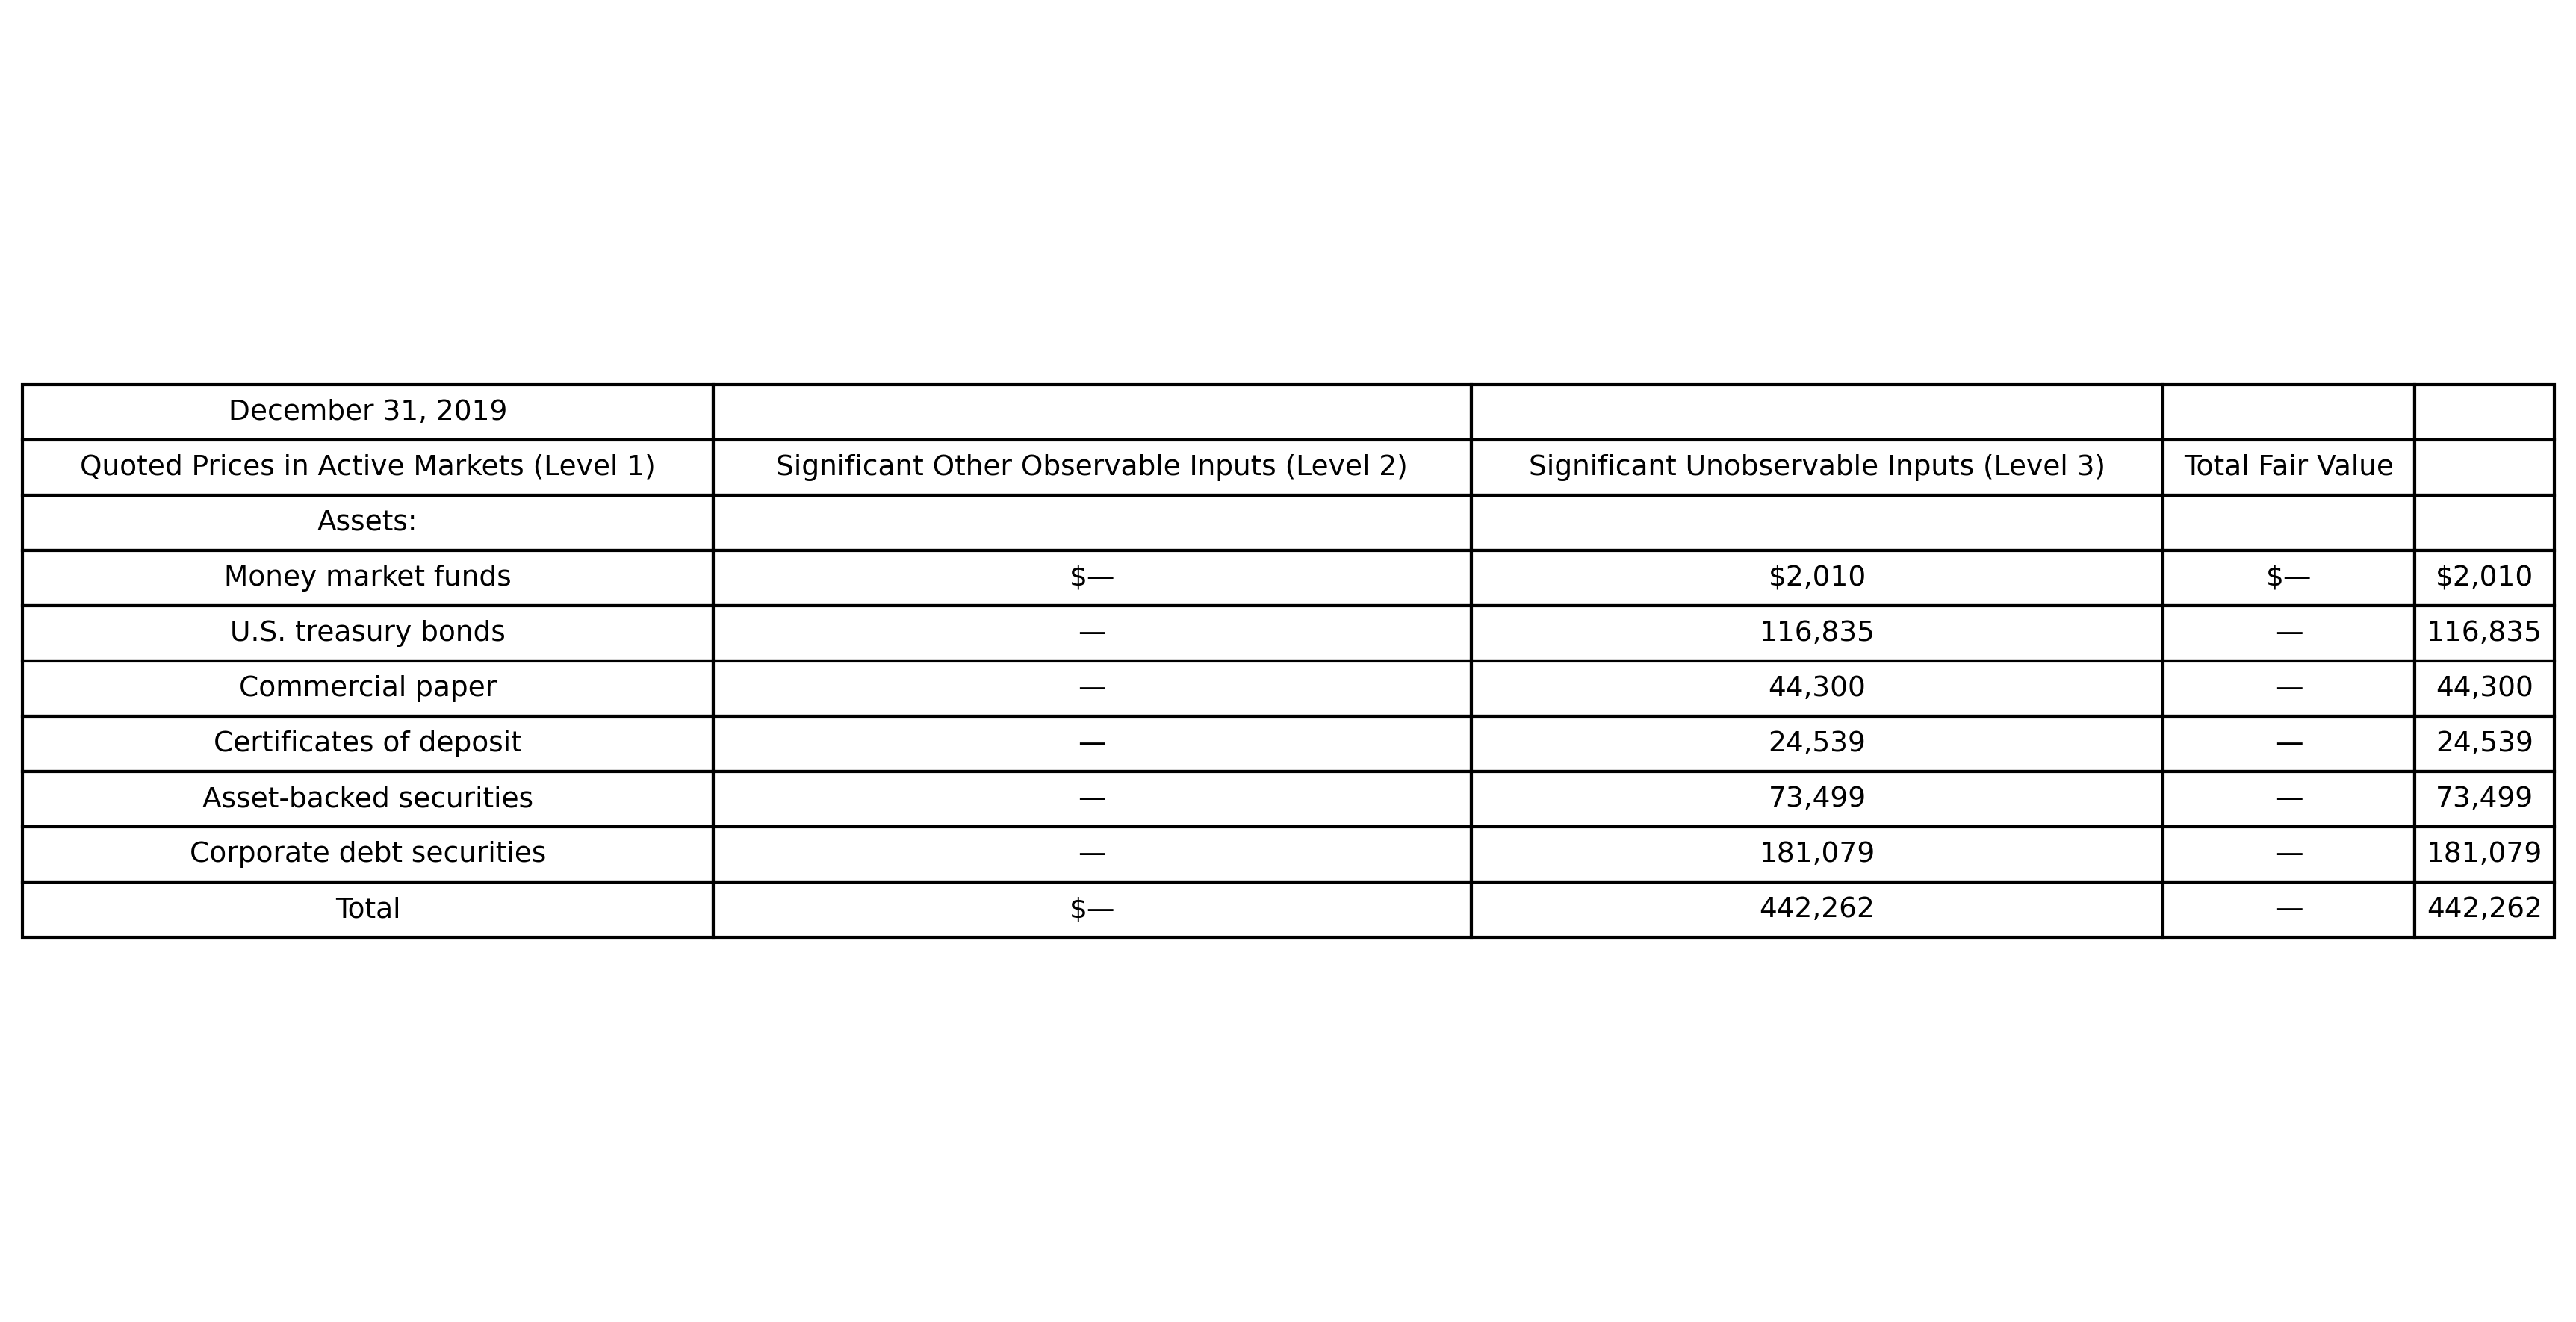 December 31, 2019
Quoted Prices in Active Markets (Level 1) Significant Other Observable Inputs (Level 2) Significant Unobservable Inputs (Level 3) Total Fair Value
Assets:
Money market funds $— $2,010 $— $2,010
U.S. treasury bonds — 116,835 — 116,835
Commercial paper — 44,300 — 44,300
Certificates of deposit — 24,539 — 24,539
Asset-backed securities — 73,499 — 73,499
Corporate debt securities — 181,079 — 181,079
Total $— 442,262 — 442,262